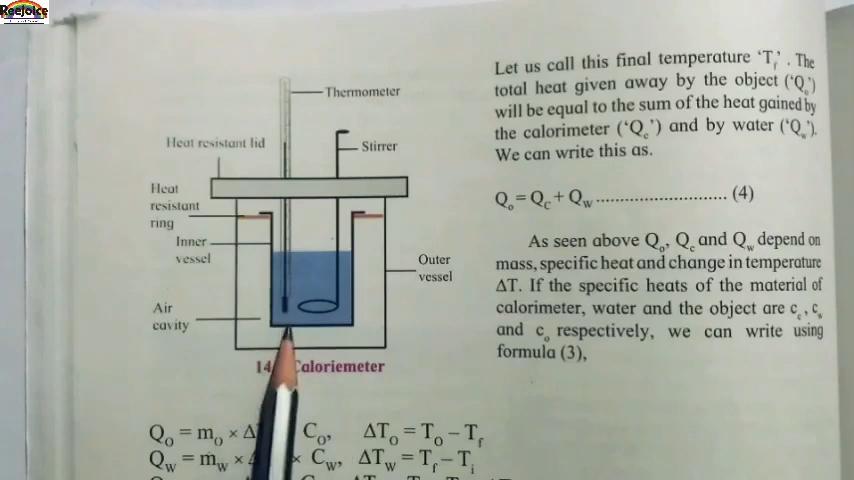 Reejoice
Thermometer
Heat resistant lid
Stirrer
Heat
resistant
ring
Inner
vessel
Outer
vessel
Air
cavity
14 Caloriemeter
Let us call this final temperature ‘Tf’ . The
total heat given away by the object (‘Qo’)
will be equal to the sum of the heat gained by
the calorimeter (‘Qc’) and by water (‘Qw’).
We can write this as.
Qo = QC + QW ............................ (4)
As seen above Qo, Qc and Qw depend on
mass, specific heat and change in temperature
ΔT. If the specific heats of the material of
calorimeter, water and the object are cc , cw
and co respectively, we can write using
formula (3),
QO = mO × Δ CO, ΔTO = TO – Tf
QW = mW × × CW, ΔTW = Tf – Ti